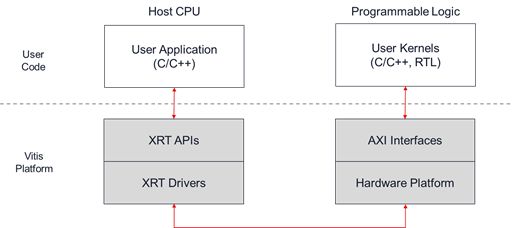 Host CPU
Programmable Logic
User
Code
User Application
(C/C++)
User Kernels
(C/C++, RTL)
Vitis
Platform
XRT APIs
AXI Interfaces
XRT Drivers
Hardware Platform